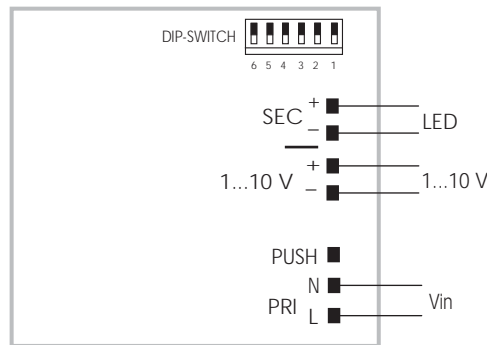 DIP-SWITCH
6 5 4 3 2 1
SEC + LED
−
+
1...10 V − 1...10 V
PUSH
N
PRI Vin
L